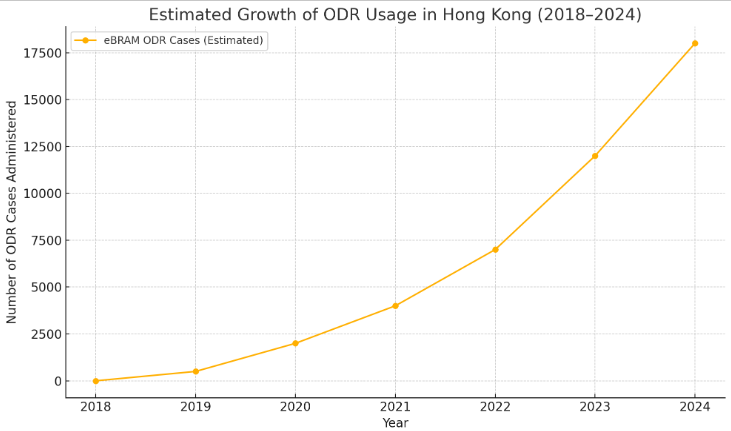 Estimated Growth of ODR Usage in Hong Kong (2018–2024)
eBRAM ODR Cases (Estimated)
Number of ODR Cases Administered
17500
15000
12500
10000
7500
5000
2500
0
2018 2019 2020 2021 2022 2023 2024
Year